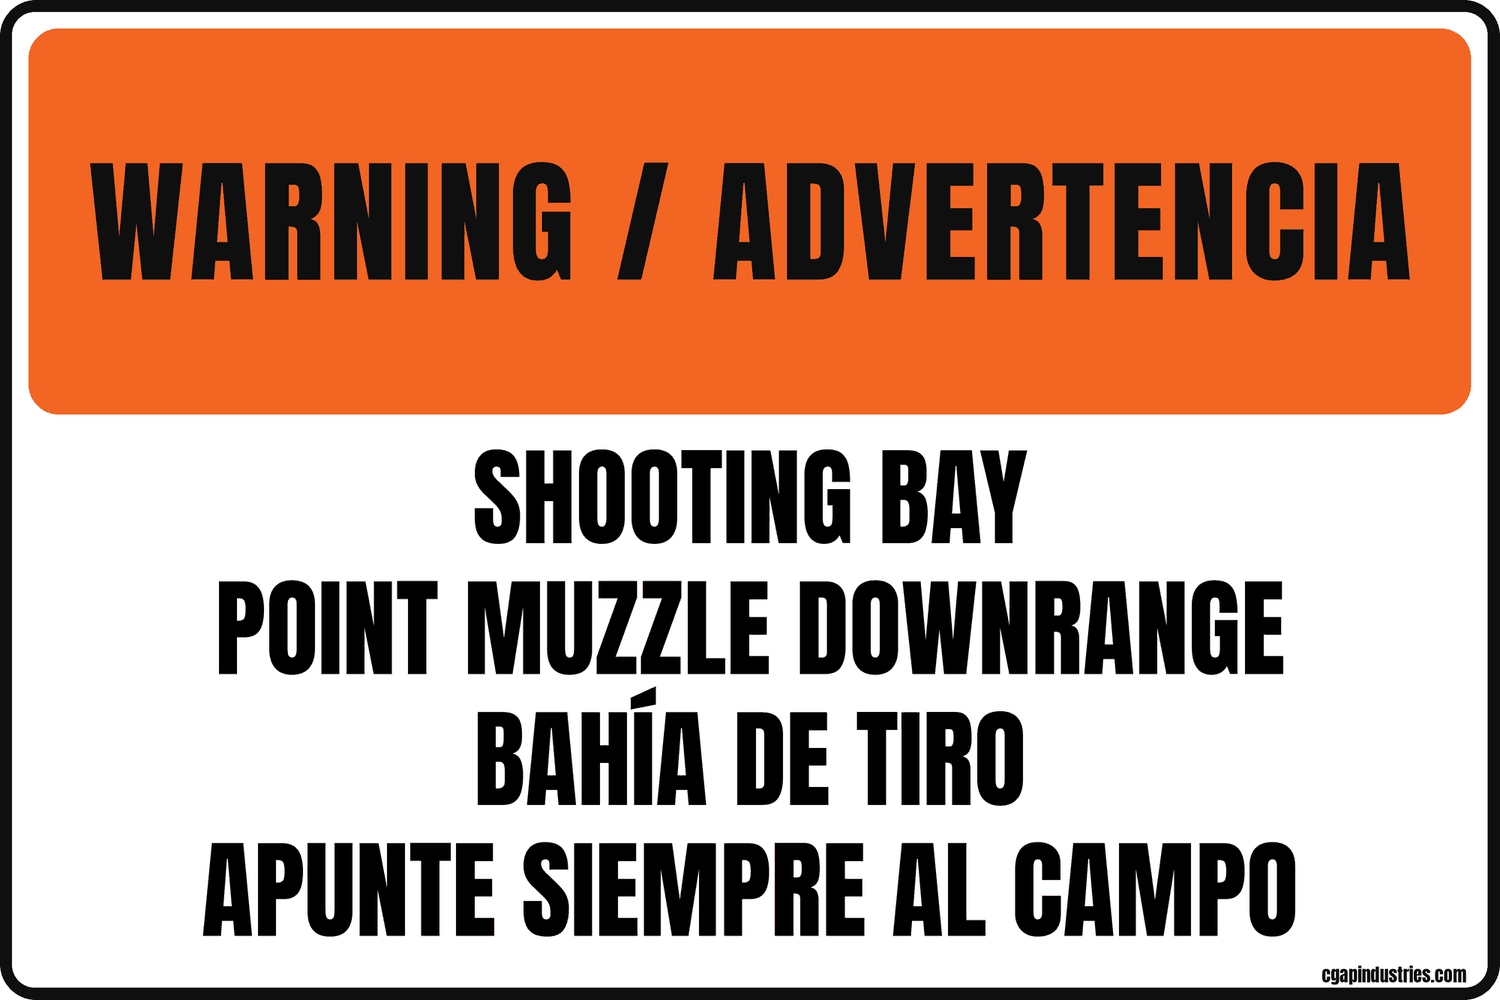 WARNING / ADVERTENCIA
SHOOTING BAY
POINT MUZZLE DOWNRANGE
BAHÍA DE TIRO
APUNTE SIEMPRE AL CAMPO
cgapindustries.com